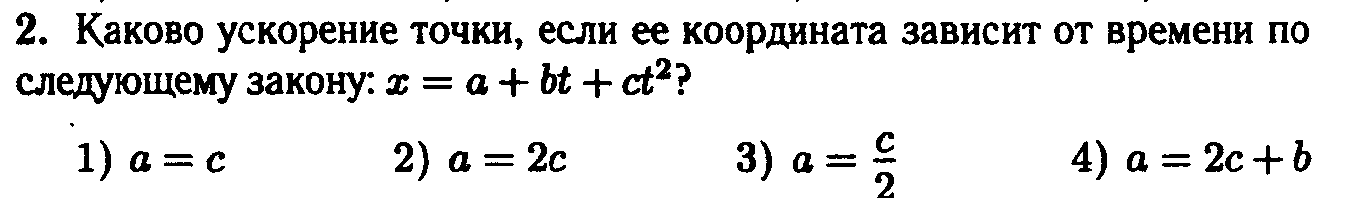 2. Каково ускорение точки, если ее координата зависит от времени по
следующему закону: x = a + bt + ct²?
1) a = c 2) a = 2c 3) a = c/2 4) a = 2c + b